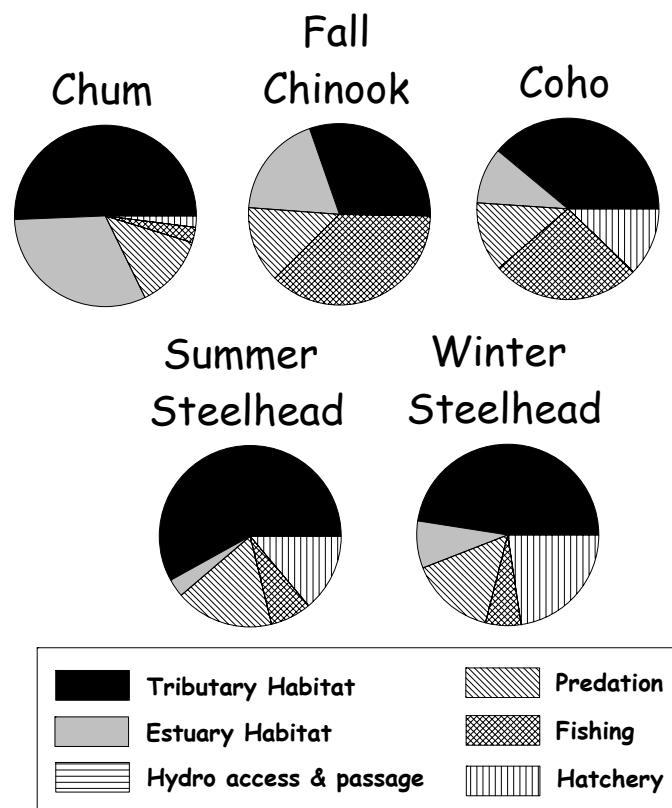 Chum
Fall
Chinook
Coho
Summer
Steelhead
Winter
Steelhead
Tributary Habitat
Estuary Habitat
Hydro access & passage
Predation
Fishing
Hatchery